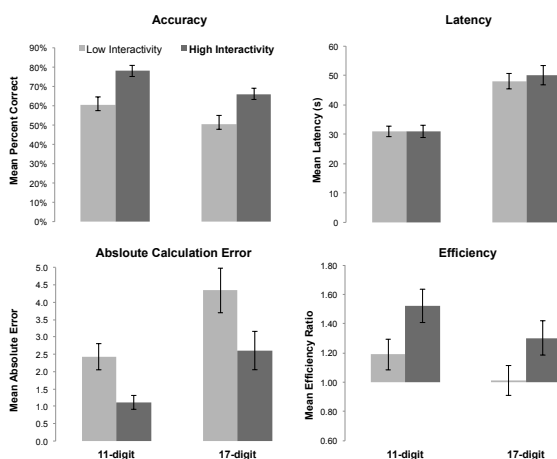 Accuracy
Mean Percent Correct
90%
80%
70%
60%
50%
40%
30%
20%
10%
0%
Low Interactivity
High Interactivity
Latency
Mean Latency (s)
60
50
40
30
20
10
0
Absloute Calculation Error
Mean Absolute Error
5.0
4.5
4.0
3.5
3.0
2.5
2.0
1.5
1.0
0.5
0.0
11-digit
17-digit
Efficiency
Mean Efficiency Ratio
1.80
1.60
1.40
1.20
1.00
0.80
0.60
11-digit
17-digit